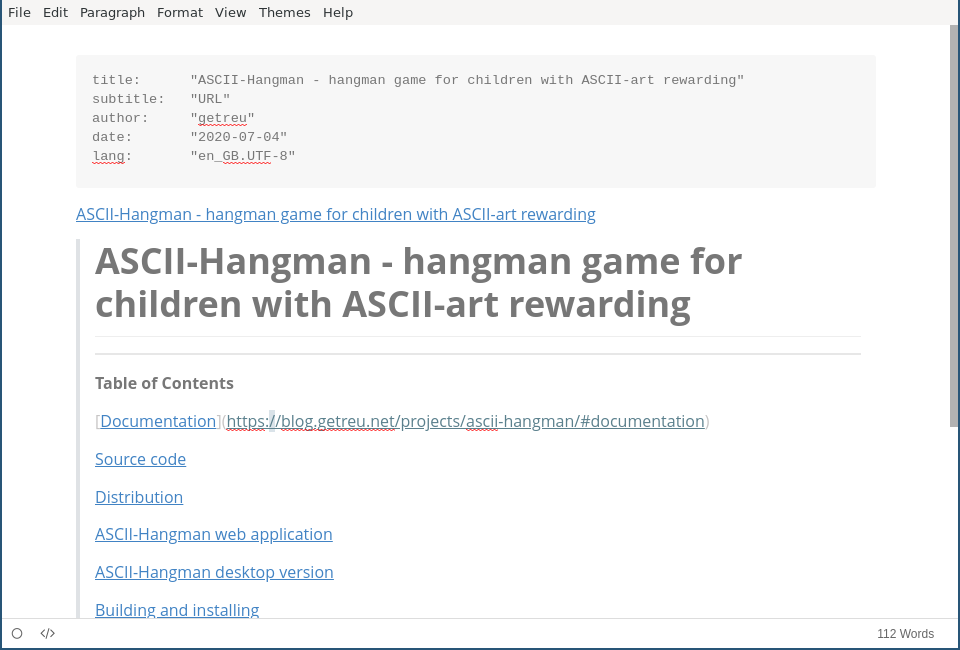 File Edit Paragraph Format View Themes Help
title: "ASCII-Hangman - hangman game for children with ASCII-art rewarding"
subtitle: "URL"
author: "getreu"
date: "2020-07-04"
lang: "en_GB.UTF-8"
ASCII-Hangman - hangman game for children with ASCII-art rewarding
ASCII-Hangman - hangman game for
children with ASCII-art rewarding
Table of Contents
[Documentation](https://blog.getreu.net/projects/ascii-hangman/#documentation)
Source code
Distribution
ASCII-Hangman web application
ASCII-Hangman desktop version
Building and installing
</> 112 Words